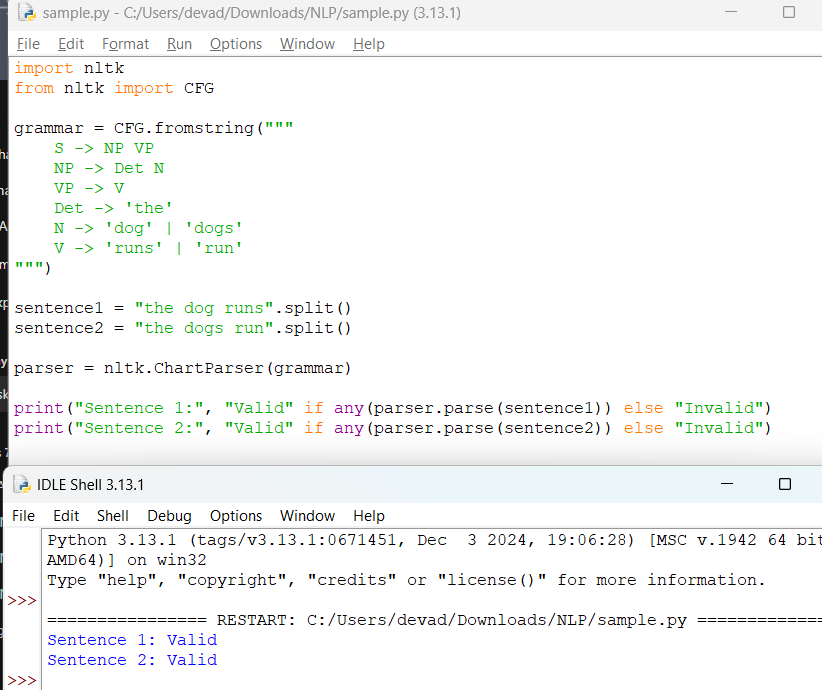 sample.py - C:/Users/devad/Downloads/NLP/sample.py (3.13.1)
File Edit Format Run Options Window Help
import nltk
from nltk import CFG

grammar = CFG.fromstring("""
    S -> NP VP
    NP -> Det N
    VP -> V
    Det -> 'the'
    N -> 'dog' | 'dogs'
    V -> 'runs' | 'run'
""")

sentence1 = "the dog runs".split()
sentence2 = "the dogs run".split()

parser = nltk.ChartParser(grammar)

print("Sentence 1:", "Valid" if any(parser.parse(sentence1)) else "Invalid")
print("Sentence 2:", "Valid" if any(parser.parse(sentence2)) else "Invalid")
IDLE Shell 3.13.1
File Edit Shell Debug Options Window Help
Python 3.13.1 (tags/v3.13.1:0671451, Dec  3 2024, 19:06:28) [MSC v.1942 64 bit
AMD64)] on win32
Type "help", "copyright", "credits" or "license()" for more information.
>>>
================ RESTART: C:/Users/devad/Downloads/NLP/sample.py =============
Sentence 1: Valid
Sentence 2: Valid
>>>